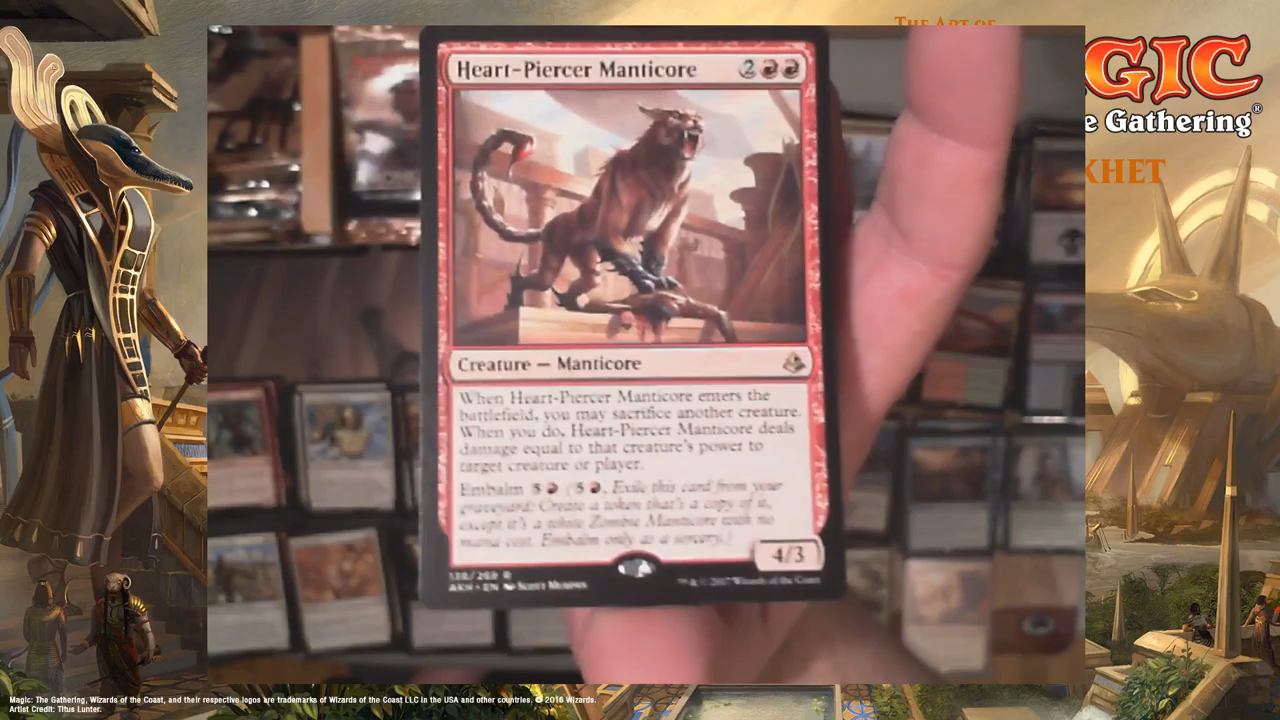 THE ART OF
GIC
e Gathering®
KHET
Heart-Piercer Manticore 2
Creature — Manticore
When Heart-Piercer Manticore enters the
battlefield, you may sacrifice another creature.
When you do, Heart-Piercer Manticore deals
damage equal to that creature's power to
target creature or player.
Embalm 5 (5 , Exile this card from your
graveyard: Create a token that's a copy of it,
except it's a white Zombie Manticore with no
mana cost. Embalm only as a sorcery.)
4/3
138/269 R
AKH • EN SCOTT MURPHY
™ & © 2017 Wizards of the Coast
Magic: The Gathering, Wizards of the Coast, and their respective logos are trademarks of Wizards of the Coast LLC in the USA and other countries. © 2016 Wizards.
Artist Credit: Titus Lunter.